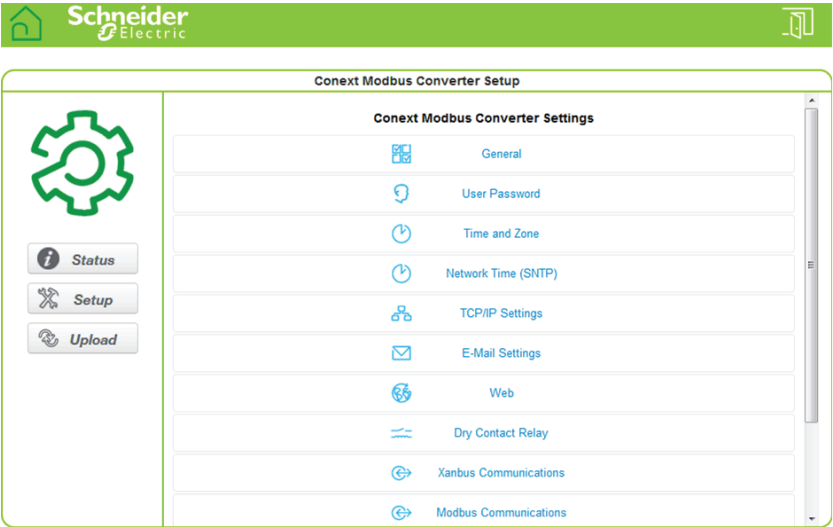 Schneider
Electric
Conext Modbus Converter Setup
Conext Modbus Converter Settings
General
User Password
Time and Zone
Network Time (SNTP)
TCP/IP Settings
E-Mail Settings
Web
Dry Contact Relay
Xanbus Communications
Modbus Communications
Status
Setup
Upload